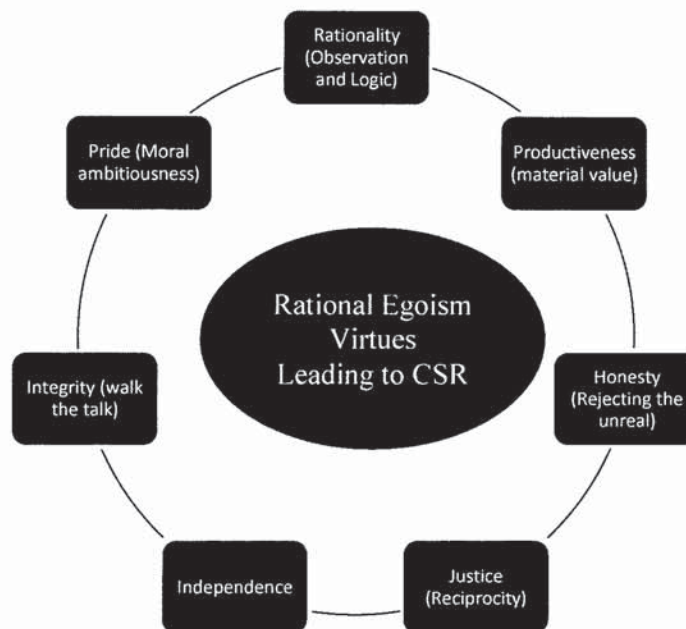 Rationality
(Observation
and Logic)
Productiveness
(material value)
Honesty
(Rejecting the
unreal)
Justice
(Reciprocity)
Independence
Integrity (walk
the talk)
Pride (Moral
ambitiousness)
Rational Egoism
Virtues
Leading to CSR